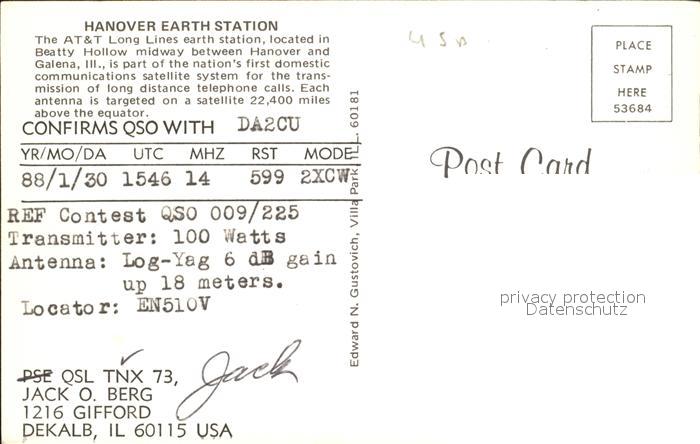 HANOVER EARTH STATION
The AT&T Long Lines earth station, located in
Beatty Hollow midway between Hanover and
Galena, Ill., is part of the nation's first domestic
communications satellite system for the trans-
mission of long distance telephone calls. Each
antenna is targeted on a satellite 22,400 miles
above the equator.
CONFIRMS QSO WITH DA2CU
YR/MO/DA UTC MHZ RST MODE
88/1/30 1546 14 599 2XCW
REF Contest QSO 009/225
Transmitter: 100 Watts
Antenna: Log-Yag 6 dB gain
up 18 meters.
Locator: EN51OV
PSE QSL TNX 73,
Jack
JACK O. BERG
1216 GIFFORD
DEKALB, IL 60115 USA
Edward N. Gustovich, Villa Park, IL. 60181
USA
PLACE
STAMP
HERE
53684
Post Card
privacy protection
Datenschutz